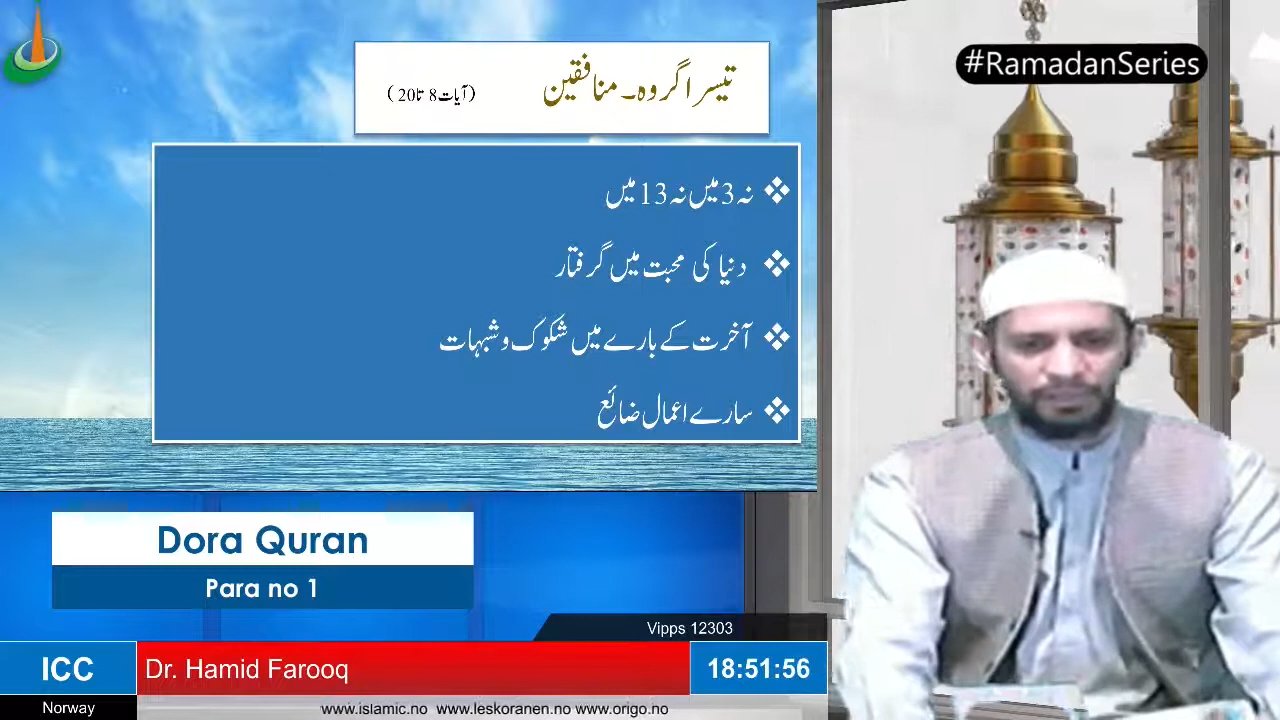 #RamadanSeries
تیسرا گروہ۔ منافقین (آیات 8 تا 20)
نہ 3 میں نہ 13 میں
دنیا کی محبت میں گرفتار
آخرت کے بارے میں شکوک و شبہات
سارے اعمال ضائع
Dora Quran
Para no 1
Vipps 12303
ICC Dr. Hamid Farooq 18:51:56
Norway www.islamic.no www.leskoranen.no www.origo.no